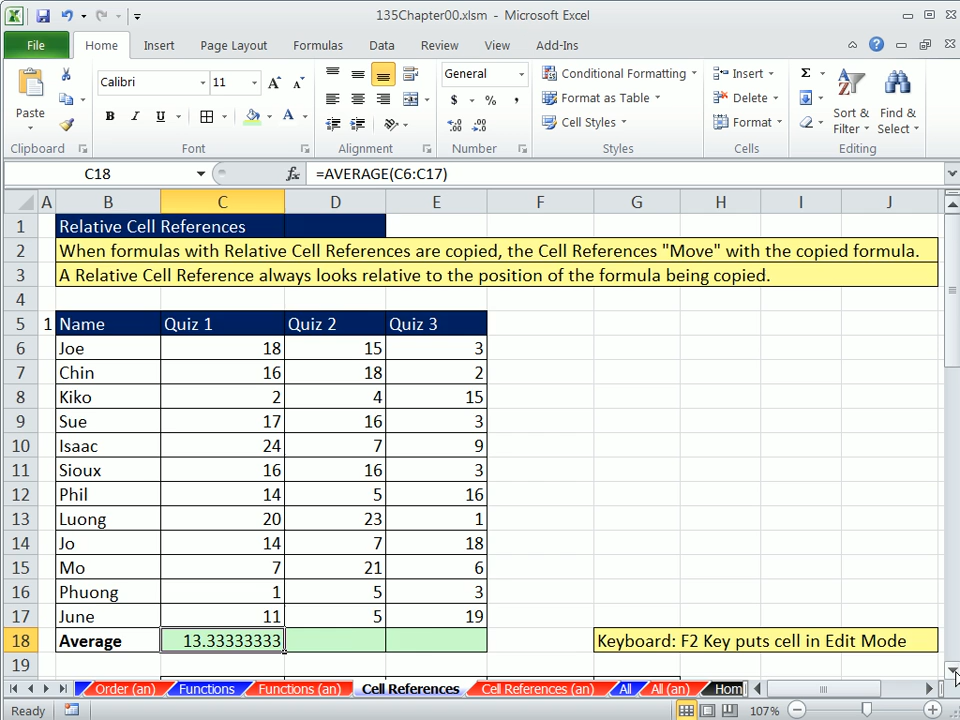 135Chapter00.xlsm - Microsoft Excel
File Home Insert Page Layout Formulas Data Review View Add-Ins
Paste
Clipboard
Calibri 11
B I U A
Font
Alignment
General
$ % ,
Number
Conditional Formatting
Format as Table
Cell Styles
Styles
Insert
Delete
Format
Cells
Σ
Sort & Filter
Find & Select
Editing
C18 fx =AVERAGE(C6:C17)
A B C D E F G H I J
1 Relative Cell References
2 When formulas with Relative Cell References are copied, the Cell References "Move" with the copied formula.
3 A Relative Cell Reference always looks relative to the position of the formula being copied.
4
5 1 Name Quiz 1 Quiz 2 Quiz 3
6 Joe 18 15 3
7 Chin 16 18 2
8 Kiko 2 4 15
9 Sue 17 16 3
10 Isaac 24 7 9
11 Sioux 16 16 3
12 Phil 14 5 16
13 Luong 20 23 1
14 Jo 14 7 18
15 Mo 7 21 6
16 Phuong 1 5 3
17 June 11 5 19
18 Average 13.33333333 Keyboard: F2 Key puts cell in Edit Mode
19
Order (an) Functions Functions (an) Cell References Cell References (an) All All (an) Hom
Ready 107%